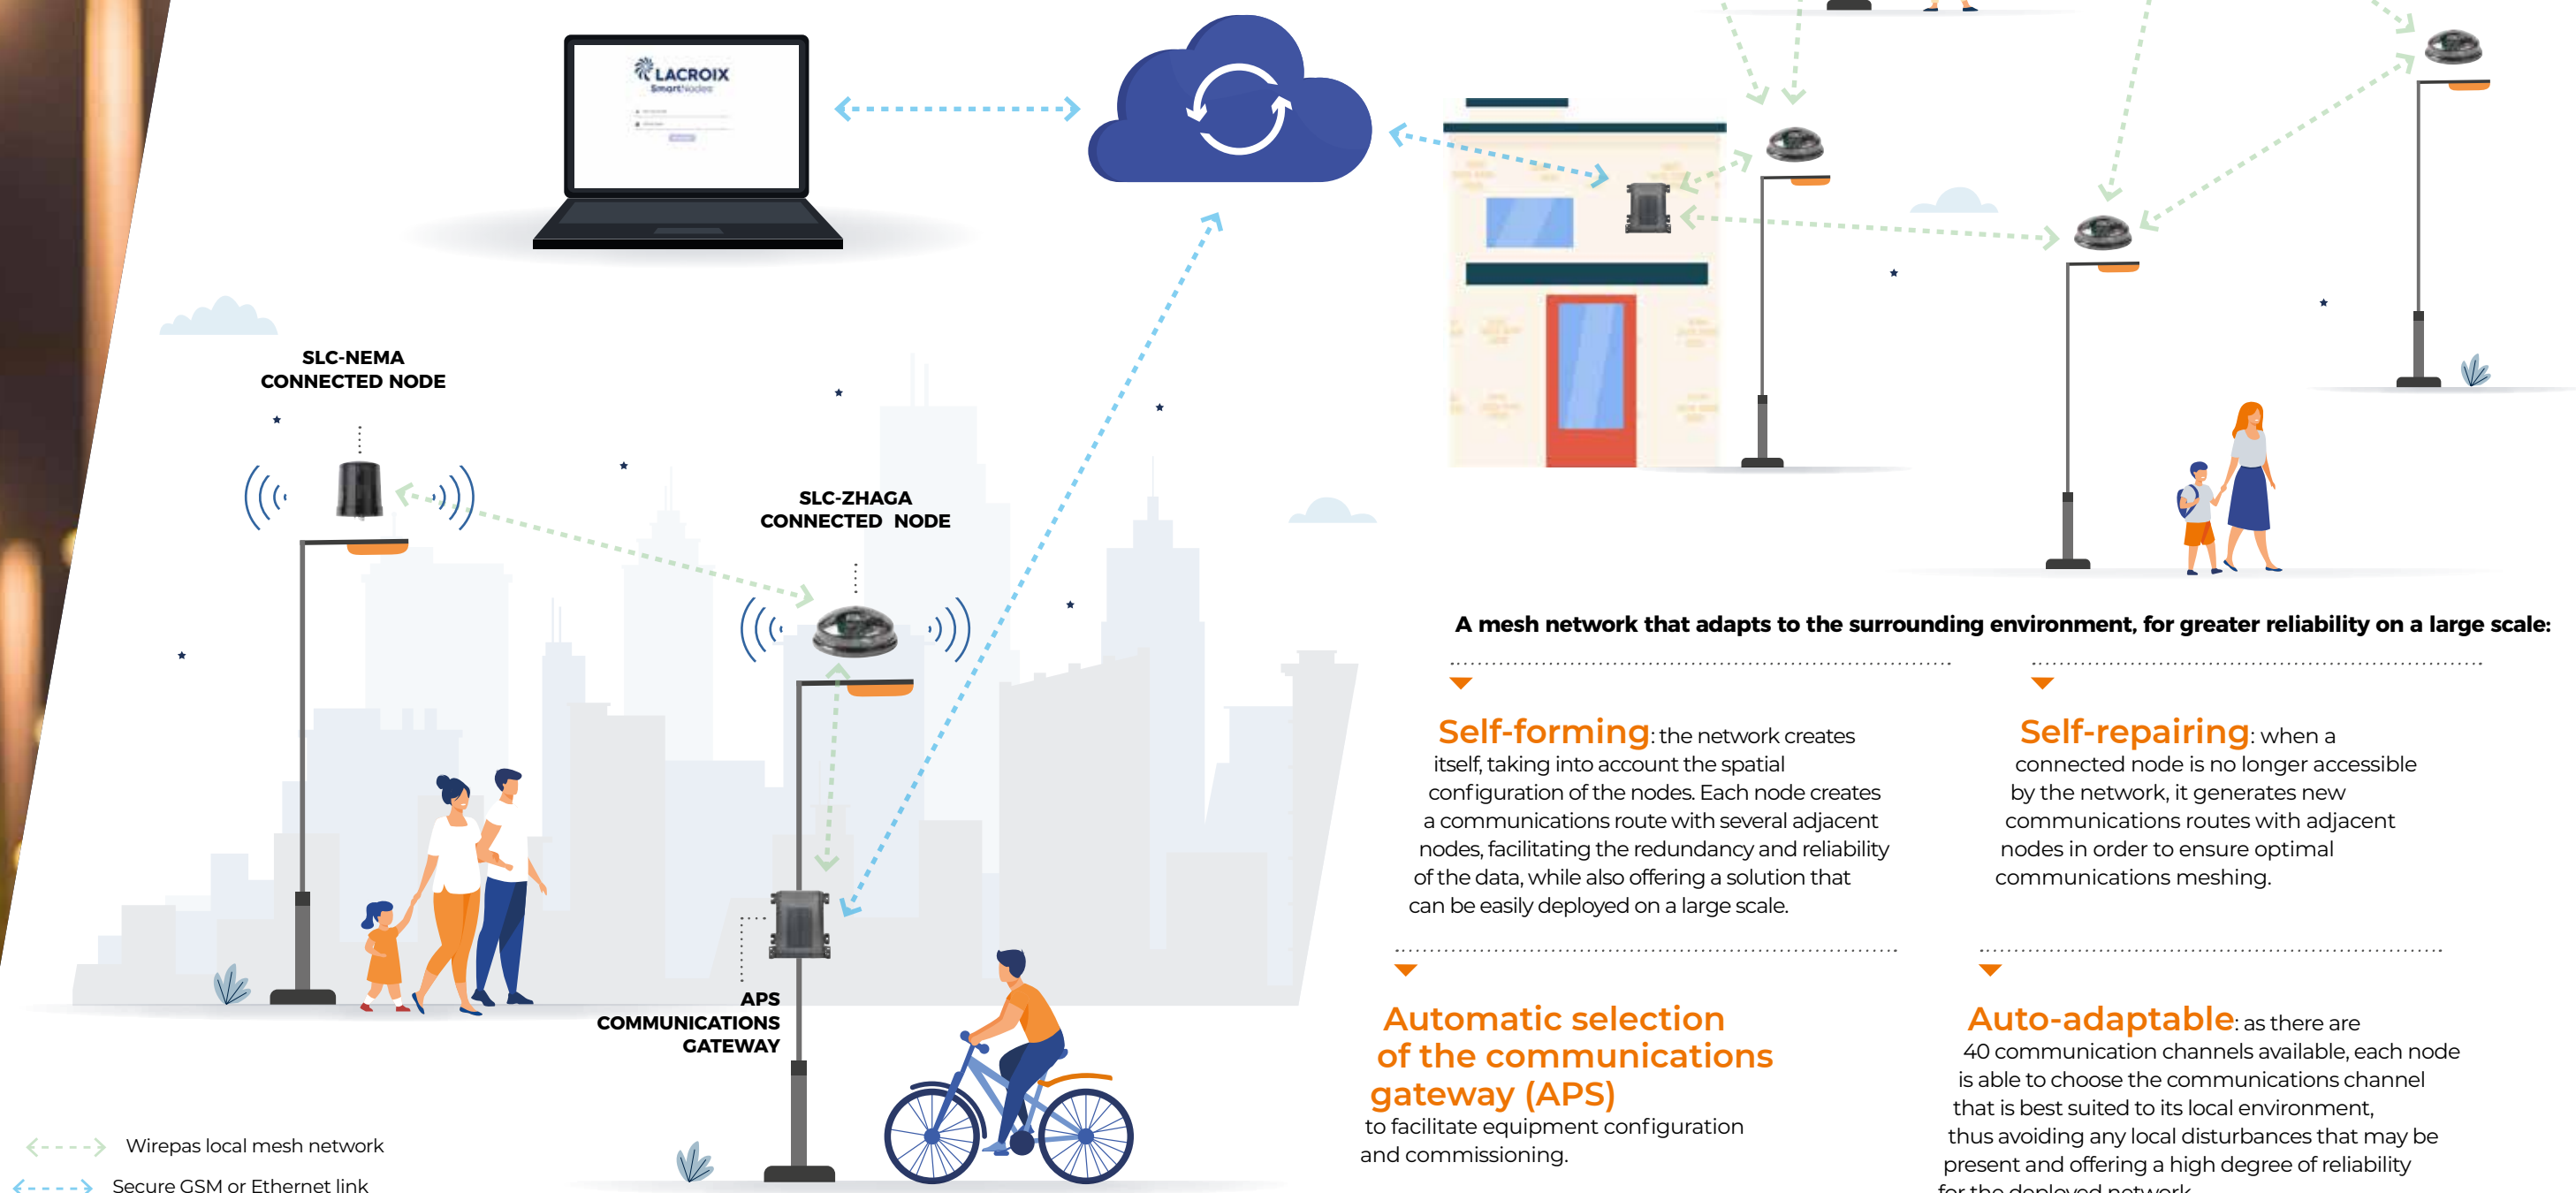 LACROIX
SmartNodes
SLC-NEMA
CONNECTED NODE
SLC-ZHAGA
CONNECTED NODE
APS
COMMUNICATIONS
GATEWAY
Wirepas local mesh network
Secure GSM or Ethernet link
A mesh network that adapts to the surrounding environment, for greater reliability on a large scale:
Self-forming: the network creates
itself, taking into account the spatial
configuration of the nodes. Each node creates
a communications route with several adjacent
nodes, facilitating the redundancy and reliability
of the data, while also offering a solution that
can be easily deployed on a large scale.
Self-repairing: when a
connected node is no longer accessible
by the network, it generates new
communications routes with adjacent
nodes in order to ensure optimal
communications meshing.
Automatic selection
of the communications
gateway (APS)
to facilitate equipment configuration
and commissioning.
Auto-adaptable: as there are
40 communication channels available, each node
is able to choose the communications channel
that is best suited to its local environment,
thus avoiding any local disturbances that may be
present and offering a high degree of reliability
for the deployed network.